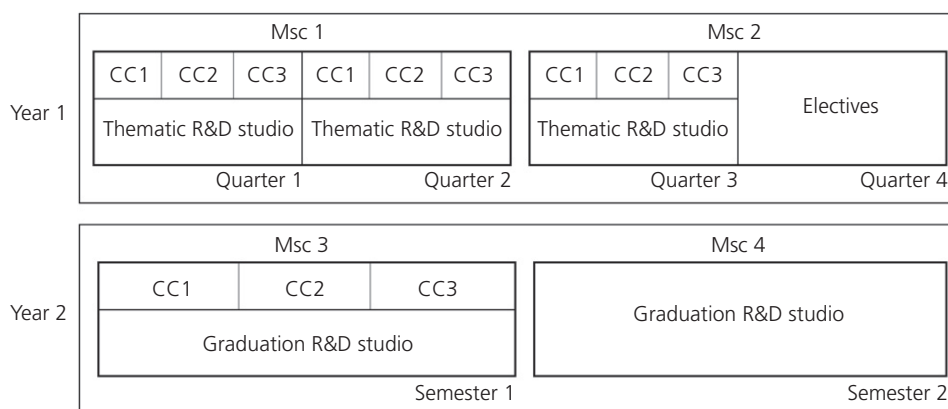 Msc 1
Msc 2
CC1 CC2 CC3 CC1 CC2 CC3 CC1 CC2 CC3
Year 1
Electives
Thematic R&D studio Thematic R&D studio Thematic R&D studio
Quarter 1 Quarter 2 Quarter 3 Quarter 4
Msc 3
Msc 4
CC1 CC2 CC3
Year 2
Graduation R&D studio
Graduation R&D studio
Semester 1 Semester 2